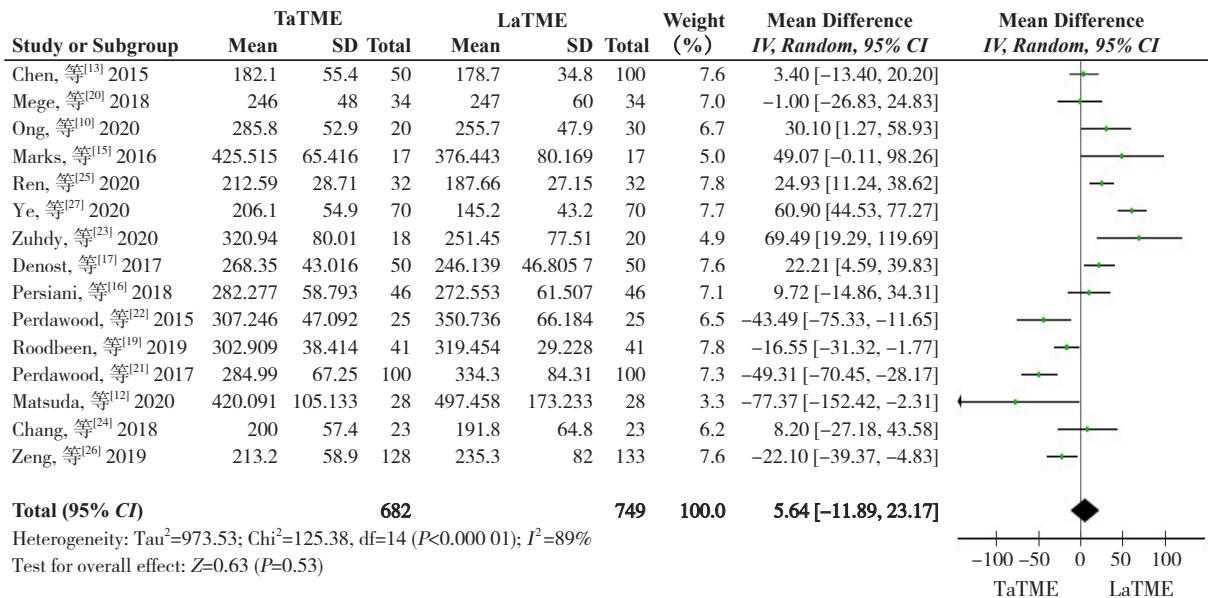 TaTME LaTME Weight Mean Difference Mean Difference
Study or Subgroup Mean SD Total Mean SD Total (%) IV, Random, 95% CI IV, Random, 95% CI
Chen, 等[13] 2015 182.1 55.4 50 178.7 34.8 100 7.6 3.40 [−13.40, 20.20]
Mege, 等[20] 2018 246 48 34 247 60 34 7.0 −1.00 [−26.83, 24.83]
Ong, 等[10] 2020 285.8 52.9 20 255.7 47.9 30 6.7 30.10 [1.27, 58.93]
Marks, 等[15] 2016 425.515 65.416 17 376.443 80.169 17 5.0 49.07 [−0.11, 98.26]
Ren, 等[25] 2020 212.59 28.71 32 187.66 27.15 32 7.8 24.93 [11.24, 38.62]
Ye, 等[27] 2020 206.1 54.9 70 145.2 43.2 70 7.7 60.90 [44.53, 77.27]
Zuhdy, 等[23] 2020 320.94 80.01 18 251.45 77.51 20 4.9 69.49 [19.29, 119.69]
Denost, 等[17] 2017 268.35 43.016 50 246.139 46.805 7 50 7.6 22.21 [4.59, 39.83]
Persiani, 等[16] 2018 282.277 58.793 46 272.553 61.507 46 7.1 9.72 [−14.86, 34.31]
Perdawood, 等[22] 2015 307.246 47.092 25 350.736 66.184 25 6.5 −43.49 [−75.33, −11.65]
Roodbeen, 等[19] 2019 302.909 38.414 41 319.454 29.228 41 7.8 −16.55 [−31.32, −1.77]
Perdawood, 等[21] 2017 284.99 67.25 100 334.3 84.31 100 7.3 −49.31 [−70.45, −28.17]
Matsuda, 等[12] 2020 420.091 105.133 28 497.458 173.233 28 3.3 −77.37 [−152.42, −2.31]
Chang, 等[24] 2018 200 57.4 23 191.8 64.8 23 6.2 8.20 [−27.18, 43.58]
Zeng, 等[26] 2019 213.2 58.9 128 235.3 82 133 7.6 −22.10 [−39.37, −4.83]
Total (95% CI) 682 749 100.0 5.64 [−11.89, 23.17]
Heterogeneity: Tau²=973.53; Chi²=125.38, df=14 (P<0.000 01); I²=89%
Test for overall effect: Z=0.63 (P=0.53)
−100 −50 0 50 100
TaTME LaTME